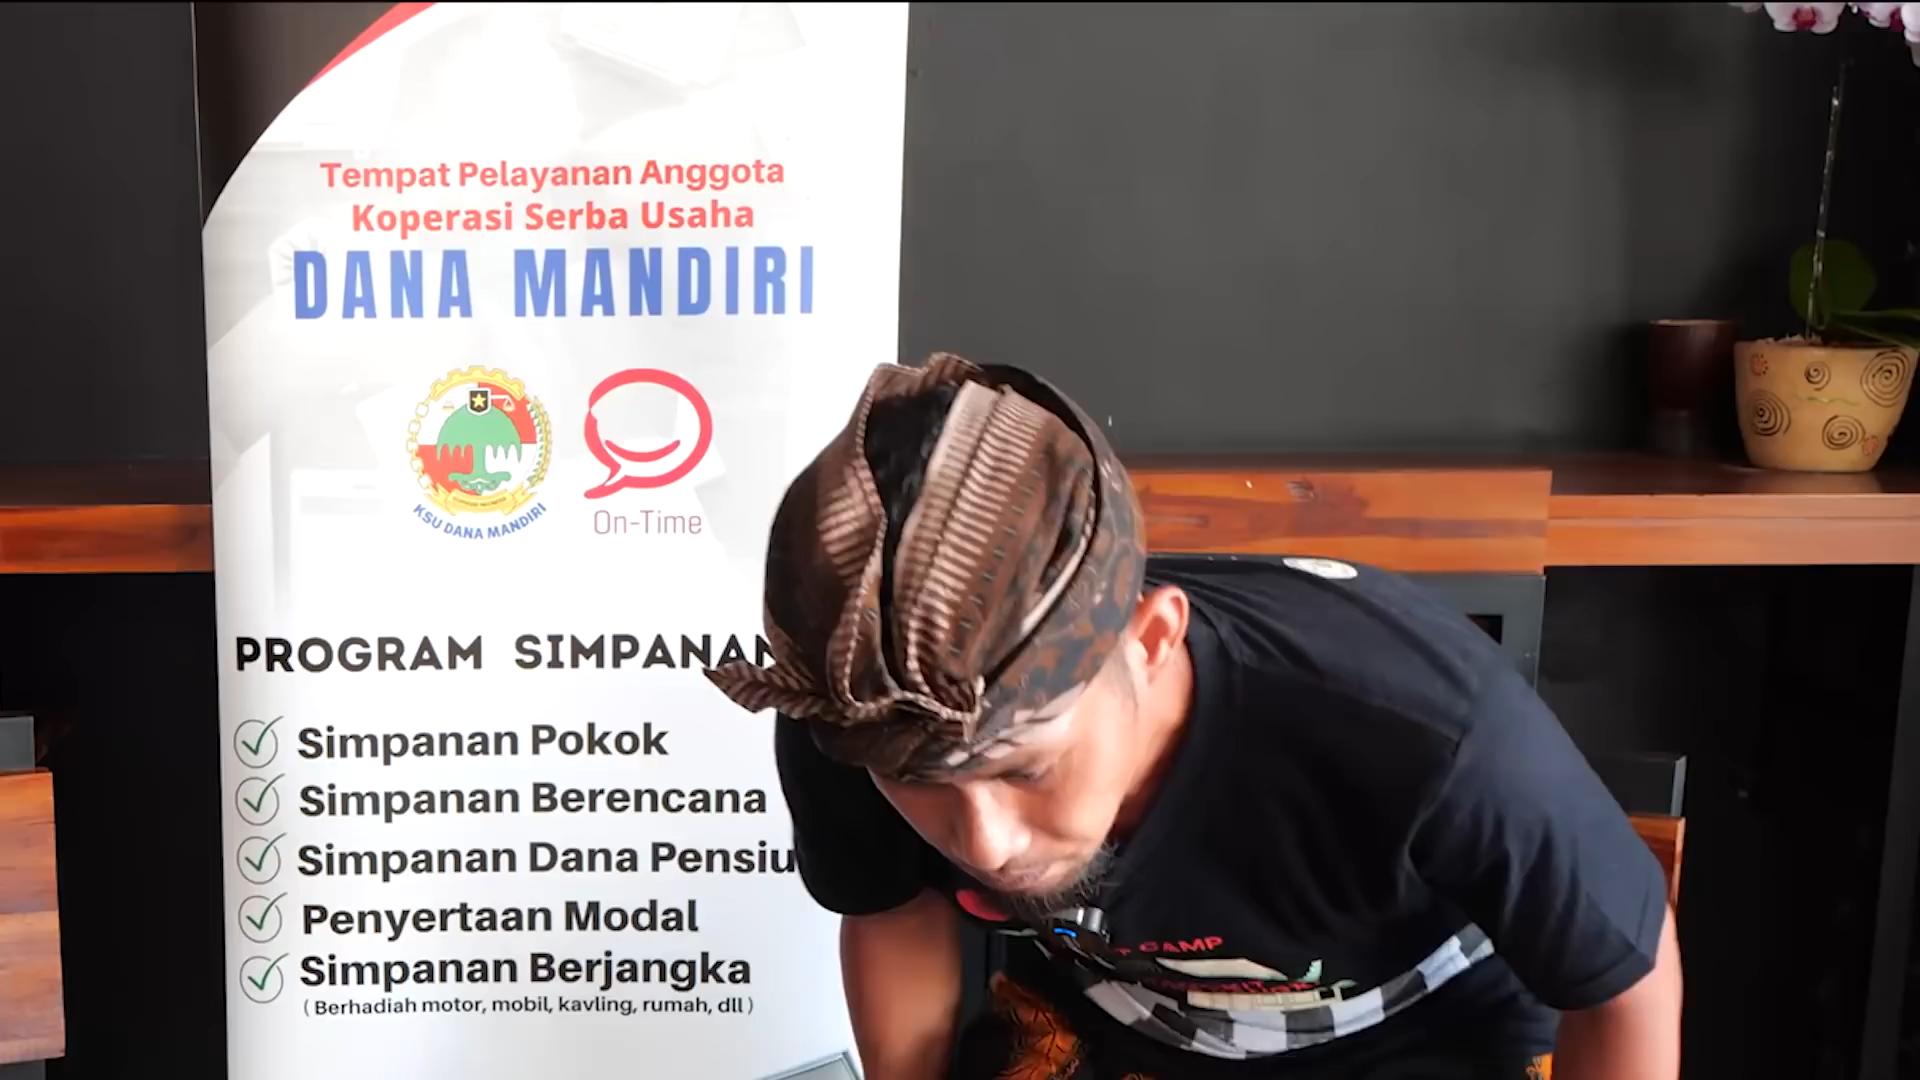 Tempat Pelayanan Anggota
Koperasi Serba Usaha
DANA MANDIRI
KSU DANA MANDIRI
On-Time
PROGRAM SIMPANAN
Simpanan Pokok
Simpanan Berencana
Simpanan Dana Pensiu
Penyertaan Modal
Simpanan Berjangka
(Berhadiah motor, mobil, kavling, rumah, dll)
CAMP